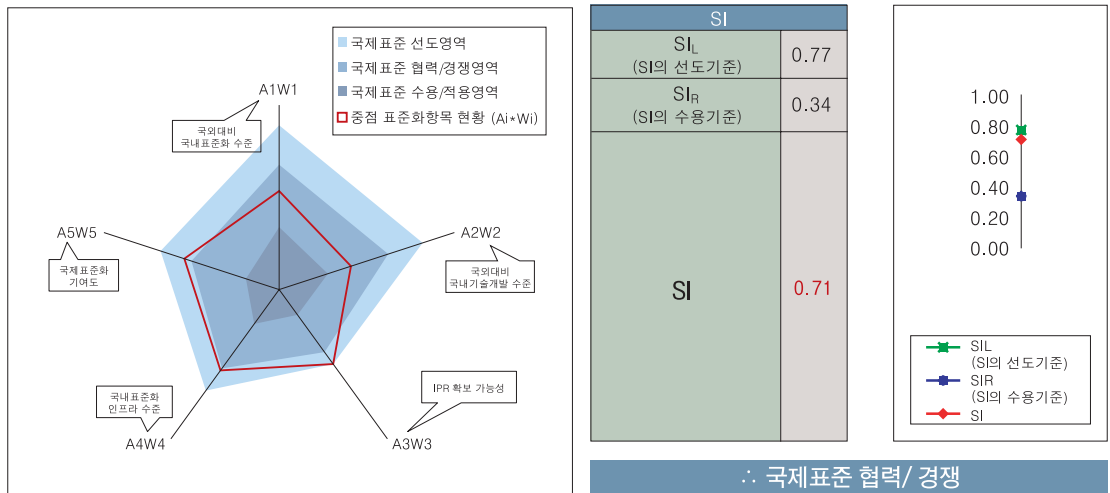 국제표준 선도영역
국제표준 협력/경쟁영역
국제표준 수용/적용영역
중점 표준화항목 현황 (Ai*Wi)
A1W1
국외대비
국내표준화 수준
A2W2
국외대비
국내기술개발 수준
A5W5
국제표준화
기여도
IPR 확보 가능성
A3W3
국내표준화
인프라 수준
A4W4
SI
SIL
(SI의 선도기준)
0.77
SIR
(SI의 수용기준)
0.34
SI
0.71
1.00
0.80
0.60
0.40
0.20
0.00
SIL
(SI의 선도기준)
SIR
(SI의 수용기준)
SI
∴ 국제표준 협력/ 경쟁